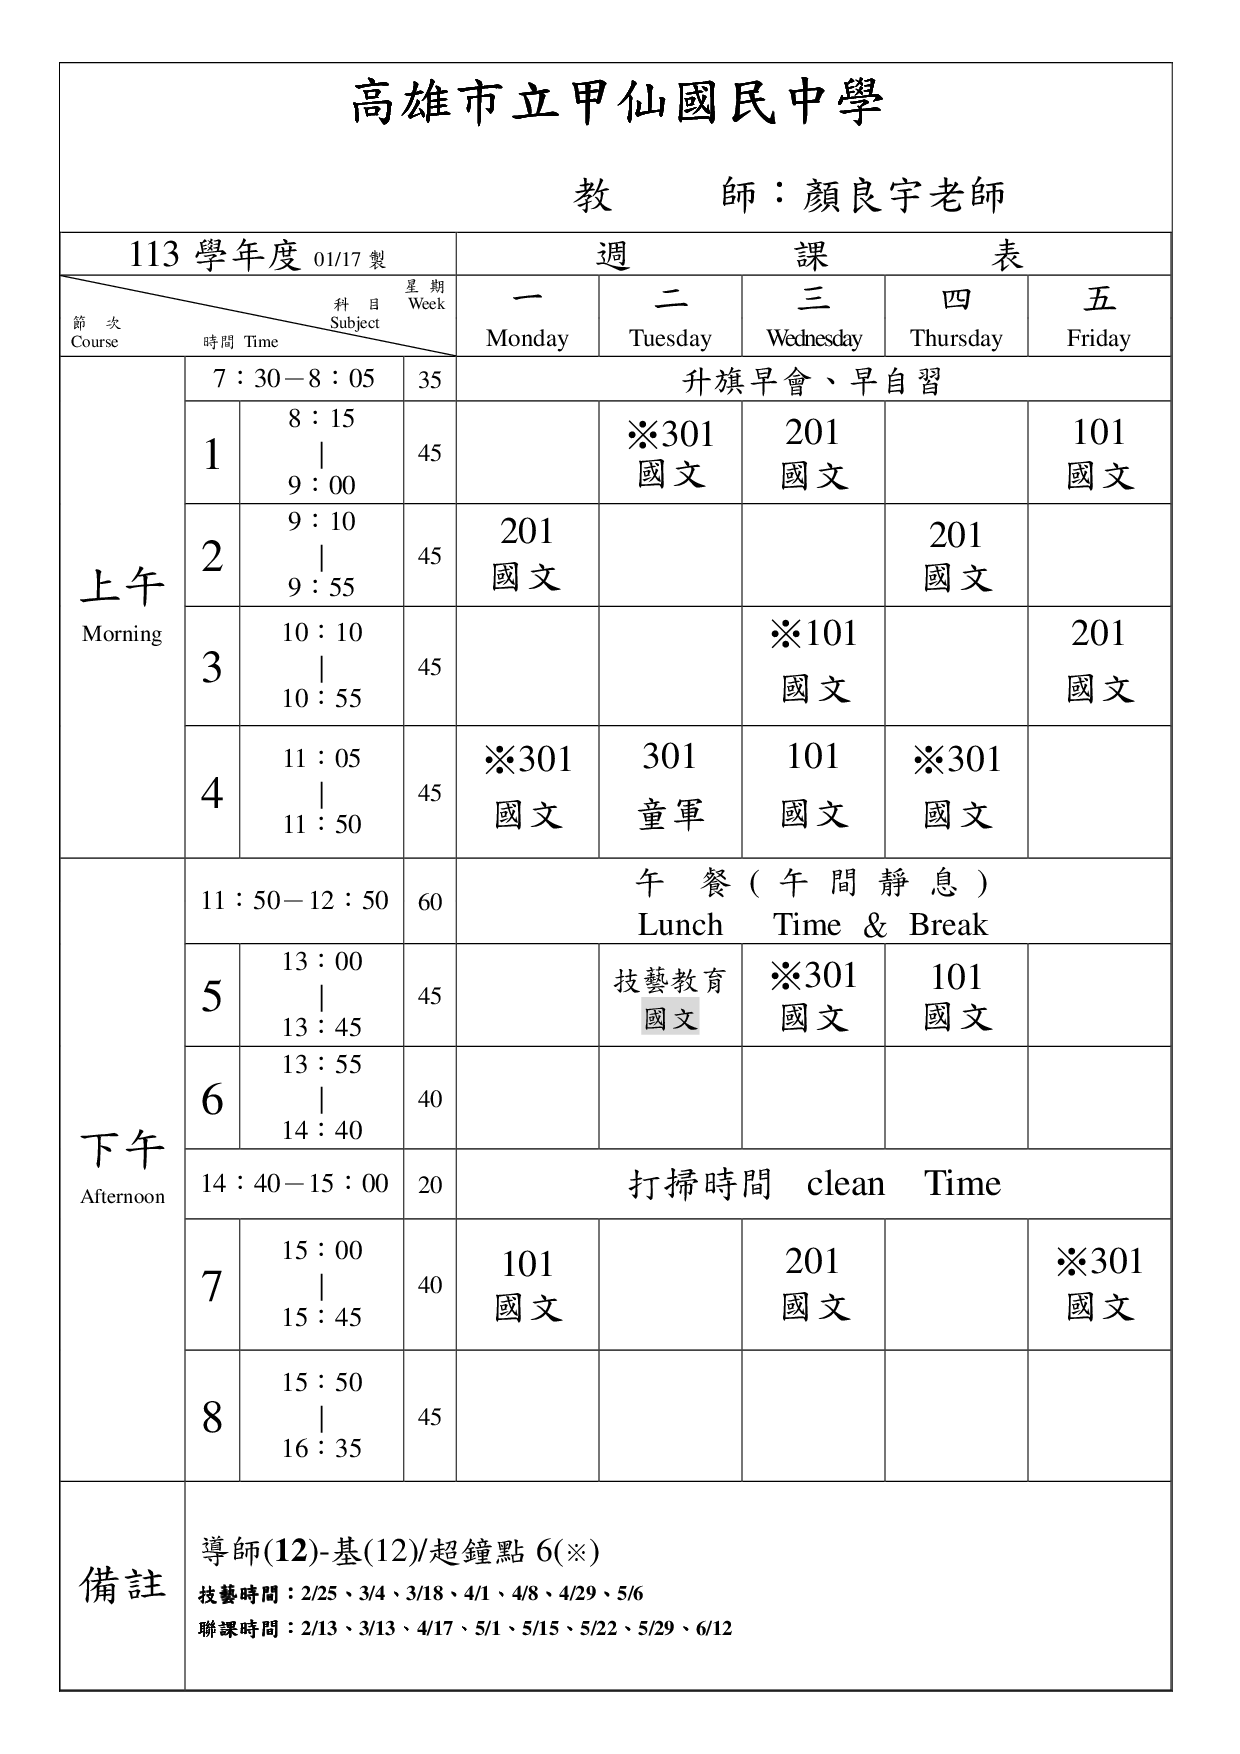 高雄市立甲仙國民中學
教 師：顏良宇老師
113 學年度 01/17 製 週 課 表
節 次 Course 時間 Time 科 目 Subject 星 期 Week
一 二 三 四 五
Monday Tuesday Wednesday Thursday Friday
上午 Morning
7：30－8：05 35 升旗早會、早自習
1 8：15 | 9：00 45 ※301 國文 201 國文 101 國文
2 9：10 | 9：55 45 201 國文 201 國文
3 10：10 | 10：55 45 ※101 國文 201 國文
4 11：05 | 11：50 45 ※301 國文 301 童軍 101 國文 ※301 國文
下午 Afternoon
11：50－12：50 60 午 餐 ( 午 間 靜 息 )
Lunch Time & Break
5 13：00 | 13：45 45 技藝教育 國文 ※301 國文 101 國文
6 13：55 | 14：40 40
14：40－15：00 20 打掃時間 clean Time
7 15：00 | 15：45 40 101 國文 201 國文 ※301 國文
8 15：50 | 16：35 45
備註
導師(12)-基(12)/超鐘點 6(※)
技藝時間：2/25、3/4、3/18、4/1、4/8、4/29、5/6
聯課時間：2/13、3/13、4/17、5/1、5/15、5/22、5/29、6/12